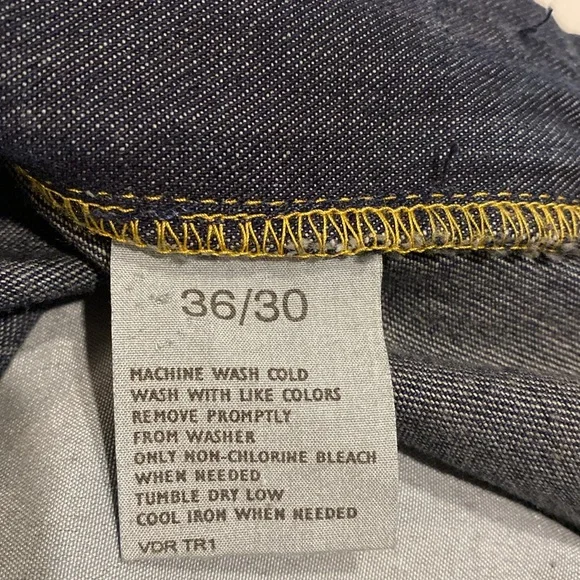 36/30
MACHINE WASH COLD
WASH WITH LIKE COLORS
REMOVE PROMPTLY
FROM WASHER
ONLY NON-CHLORINE BLEACH
WHEN NEEDED
TUMBLE DRY LOW
COOL IRON WHEN NEEDED
VDR TR1